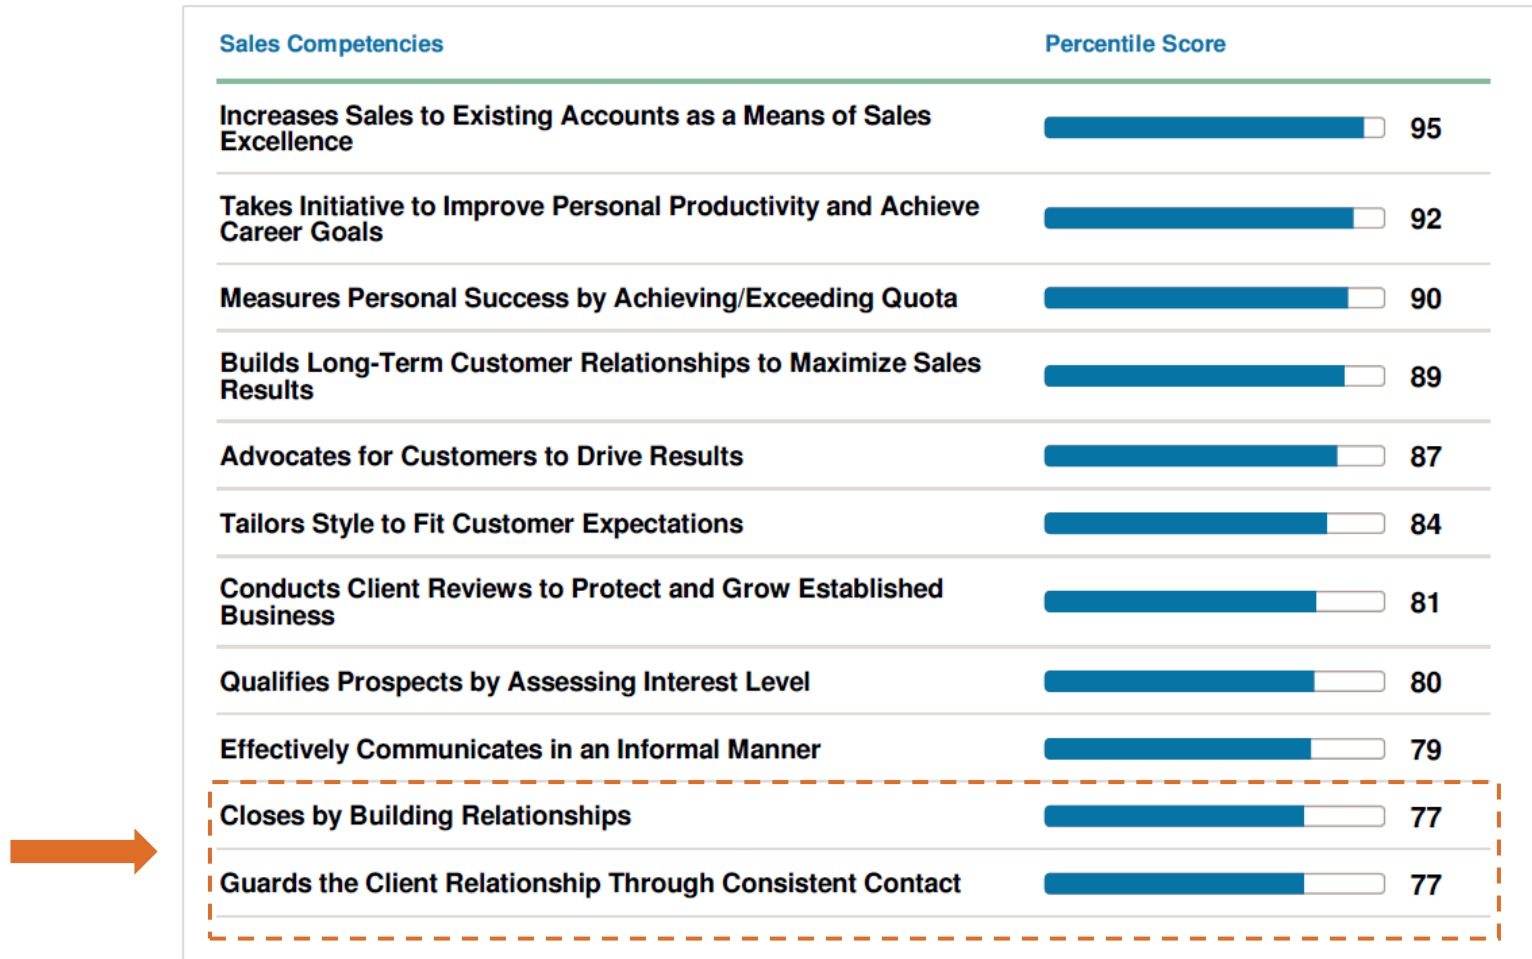 Sales Competencies Percentile Score
Increases Sales to Existing Accounts as a Means of Sales
Excellence
95
Takes Initiative to Improve Personal Productivity and Achieve
Career Goals
92
Measures Personal Success by Achieving/Exceeding Quota 90
Builds Long-Term Customer Relationships to Maximize Sales
Results
89
Advocates for Customers to Drive Results 87
Tailors Style to Fit Customer Expectations 84
Conducts Client Reviews to Protect and Grow Established
Business
81
Qualifies Prospects by Assessing Interest Level 80
Effectively Communicates in an Informal Manner 79
Closes by Building Relationships 77
Guards the Client Relationship Through Consistent Contact 77